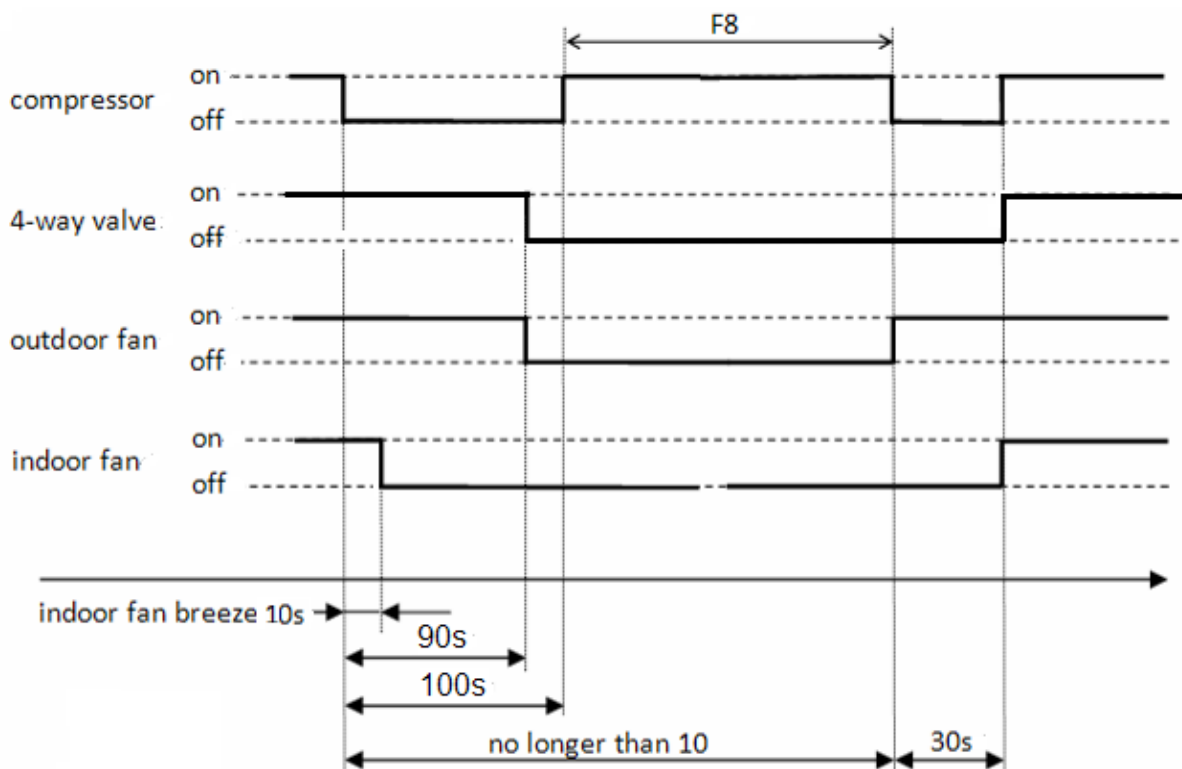 F8
on
compressor
off
on
4-way valve
off
on
outdoor fan
off
on
indoor fan
off
indoor fan breeze 10s
90s
100s
no longer than 10
30s